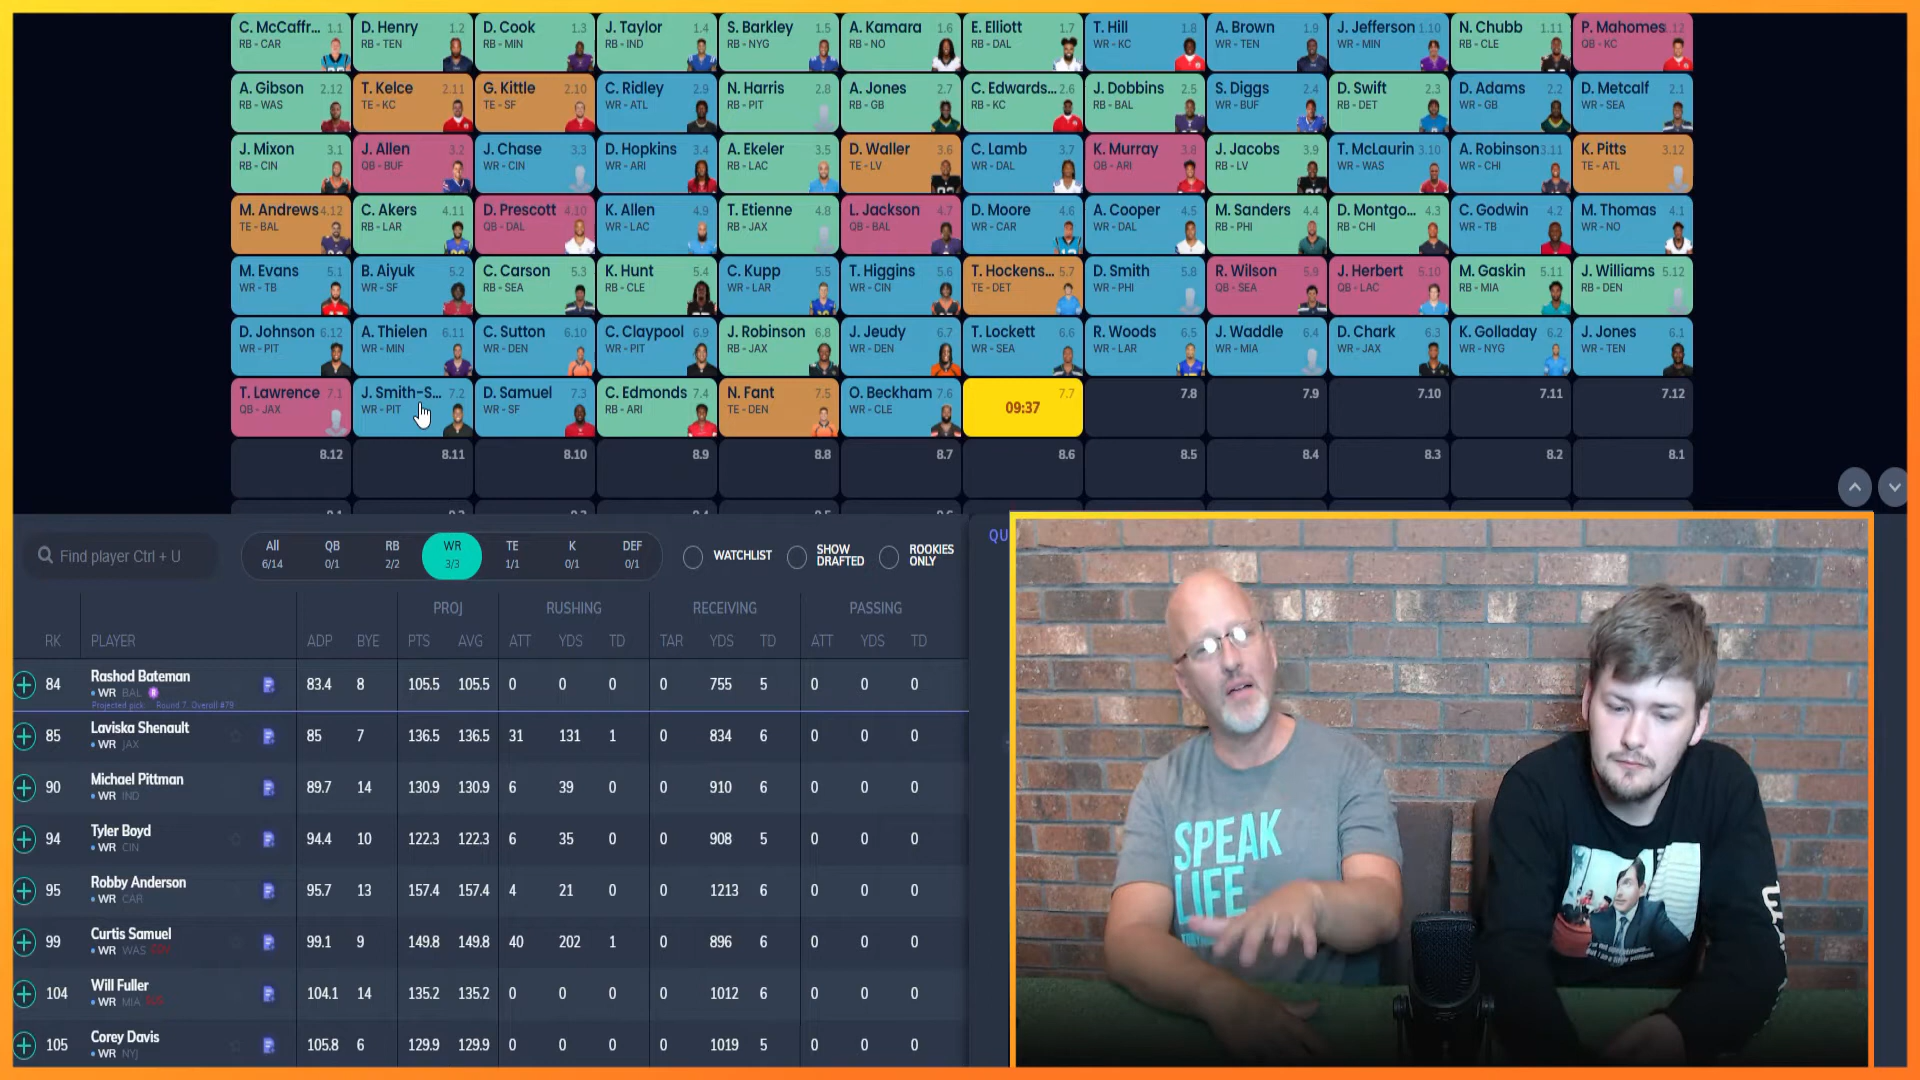 C. McCaffr... 1.1 D. Henry 1.2 D. Cook 1.3 J. Taylor 1.4 S. Barkley 1.5 A. Kamara 1.6 E. Elliott 1.7 T. Hill 1.8 A. Brown 1.9 J. Jefferson 1.10 N. Chubb 1.11 P. Mahomes 1.12
RB - CAR RB - TEN RB - MIN RB - IND RB - NYG RB - NO RB - DAL WR - KC WR - TEN WR - MIN RB - CLE QB - KC
A. Gibson 2.12 T. Kelce 2.11 G. Kittle 2.10 C. Ridley 2.9 N. Harris 2.8 A. Jones 2.7 C. Edwards... 2.6 J. Dobbins 2.5 S. Diggs 2.4 D. Swift 2.3 D. Adams 2.2 D. Metcalf 2.1
RB - WAS TE - KC TE - SF WR - ATL RB - PIT RB - GB RB - KC RB - BAL WR - BUF RB - DET WR - GB WR - SEA
J. Mixon 3.1 J. Allen 3.2 J. Chase 3.3 D. Hopkins 3.4 A. Ekeler 3.5 D. Waller 3.6 C. Lamb 3.7 K. Murray 3.8 J. Jacobs 3.9 T. McLaurin 3.10 A. Robinson 3.11 K. Pitts 3.12
RB - CIN QB - BUF WR - CIN WR - ARI RB - LAC TE - LV WR - DAL QB - ARI RB - LV WR - WAS WR - CHI TE - ATL
M. Andrews 4.12 C. Akers 4.11 D. Prescott 4.10 K. Allen 4.9 T. Etienne 4.8 L. Jackson 4.7 D. Moore 4.6 A. Cooper 4.5 M. Sanders 4.4 D. Montgo... 4.3 C. Godwin 4.2 M. Thomas 4.1
TE - BAL RB - LAR QB - DAL WR - LAC RB - JAX QB - BAL WR - CAR WR - DAL RB - PHI RB - CHI WR - TB WR - NO
M. Evans 5.1 B. Aiyuk 5.2 C. Carson 5.3 K. Hunt 5.4 C. Kupp 5.5 T. Higgins 5.6 T. Hockens... 5.7 D. Smith 5.8 R. Wilson 5.9 J. Herbert 5.10 M. Gaskin 5.11 J. Williams 5.12
WR - TB WR - SF RB - SEA RB - CLE WR - LAR WR - CIN TE - DET WR - PHI QB - SEA QB - LAC RB - MIA RB - DEN
D. Johnson 6.12 A. Thielen 6.11 C. Sutton 6.10 C. Claypool 6.9 J. Robinson 6.8 J. Jeudy 6.7 T. Lockett 6.6 R. Woods 6.5 J. Waddle 6.4 D. Chark 6.3 K. Golladay 6.2 J. Jones 6.1
WR - PIT WR - MIN WR - DEN WR - PIT RB - JAX WR - DEN WR - SEA WR - LAR WR - MIA WR - JAX WR - NYG WR - TEN
T. Lawrence 7.1 J. Smith-S... 7.2 D. Samuel 7.3 C. Edmonds 7.4 N. Fant 7.5 O. Beckham 7.6 7.7 7.8 7.9 7.10 7.11 7.12
QB - JAX WR - PIT WR - SF RB - ARI TE - DEN WR - CLE 09:37
8.12 8.11 8.10 8.9 8.8 8.7 8.6 8.5 8.4 8.3 8.2 8.1
Find player Ctrl + U
All QB RB WR TE K DEF
6/14 0/1 2/2 3/3 1/1 0/1 0/1
WATCHLIST
SHOW
DRAFTED
ROOKIES
ONLY
QU
PROJ RUSHING RECEIVING PASSING
RK PLAYER ADP BYE PTS AVG ATT YDS TD TAR YDS TD ATT YDS TD
84 Rashod Bateman 83.4 8 105.5 105.5 0 0 0 0 755 5 0 0 0
WR BAL R
Projected pick: Round 7, Overall #79
85 Laviska Shenault 85 7 136.5 136.5 31 131 1 0 834 6 0 0 0
WR JAX
90 Michael Pittman 89.7 14 130.9 130.9 6 39 0 0 910 6 0 0 0
WR IND
94 Tyler Boyd 94.4 10 122.3 122.3 6 35 0 0 908 5 0 0 0
WR CIN
95 Robby Anderson 95.7 13 157.4 157.4 4 21 0 0 1213 6 0 0 0
WR CAR
99 Curtis Samuel 99.1 9 149.8 149.8 40 202 1 0 896 6 0 0 0
WR WAS
104 Will Fuller 104.1 14 135.2 135.2 0 0 0 0 1012 6 0 0 0
WR MIA
105 Corey Davis 105.8 6 129.9 129.9 0 0 0 0 1019 5 0 0 0
WR NYJ
SPEAK
LIFE